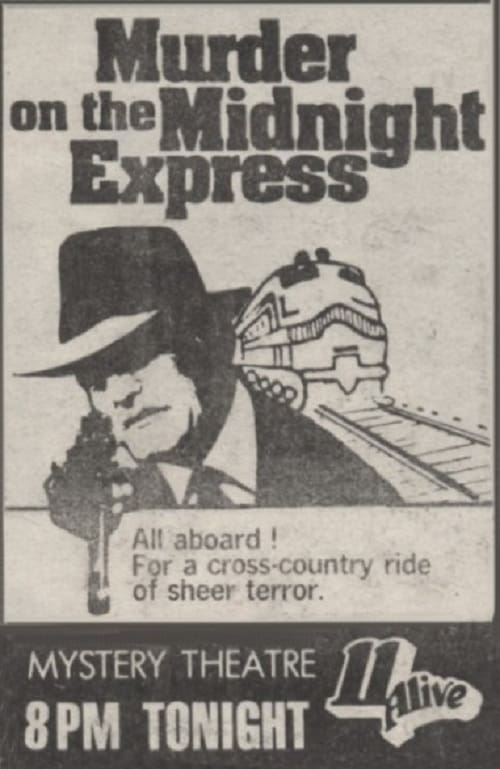 Murder
on the Midnight
Express
All aboard !
For a cross-country ride
of sheer terror.
MYSTERY THEATRE
8 PM TONIGHT
11 Alive